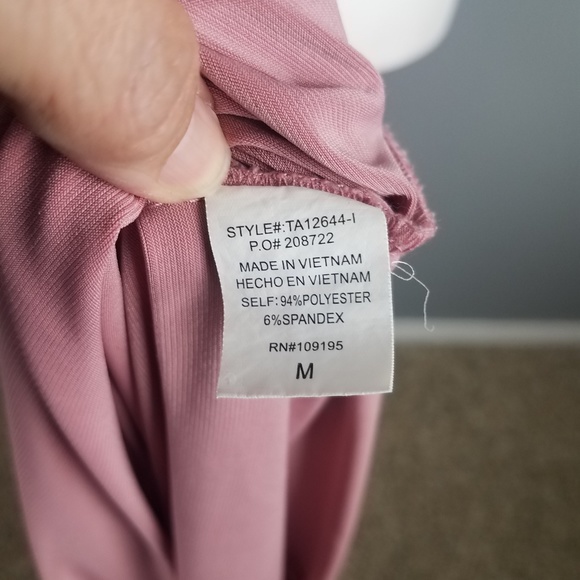 STYLE#:TA12644-I
P.O# 208722
MADE IN VIETNAM
HECHO EN VIETNAM
SELF: 94%POLYESTER
6%SPANDEX
RN#109195
M